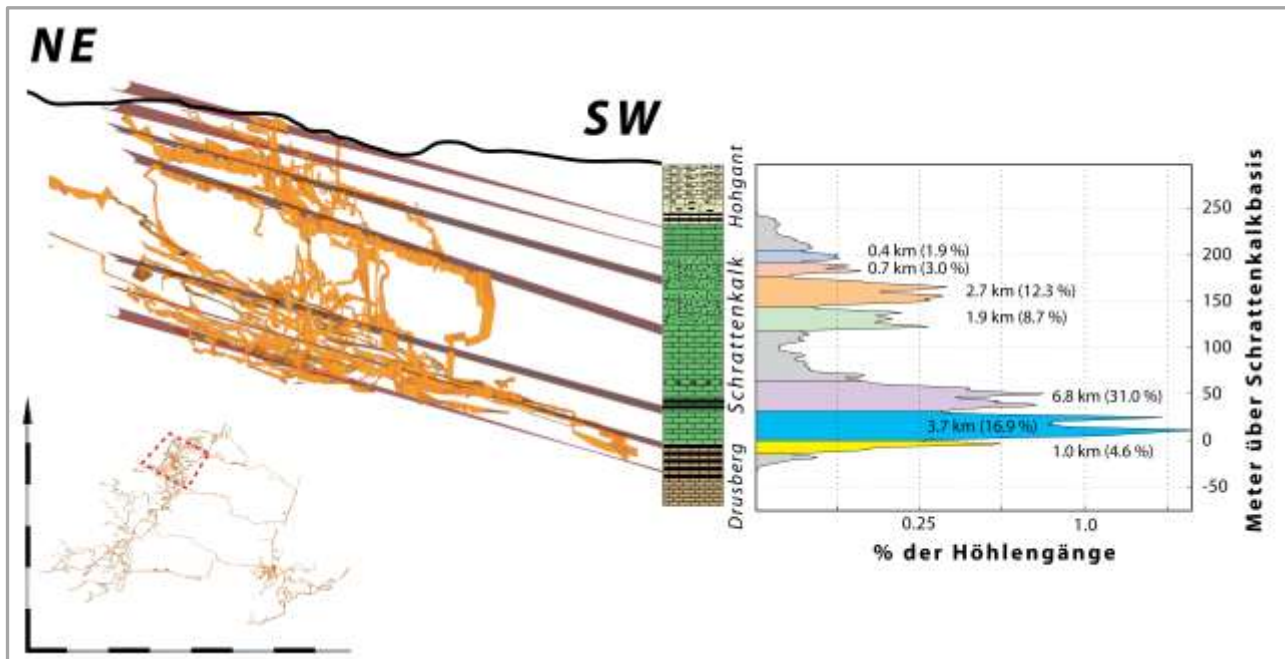 NE
SW
Hohgant
Schrattenkalk
Drusberg
250
200
150
100
50
0
-50
0.4 km (1.9 %)
0.7 km (3.0 %)
2.7 km (12.3 %)
1.9 km (8.7 %)
6.8 km (31.0 %)
3.7 km (16.9 %)
1.0 km (4.6 %)
0.25
1.0
% der Höhlengänge
Meter über Schrattenkalkbasis